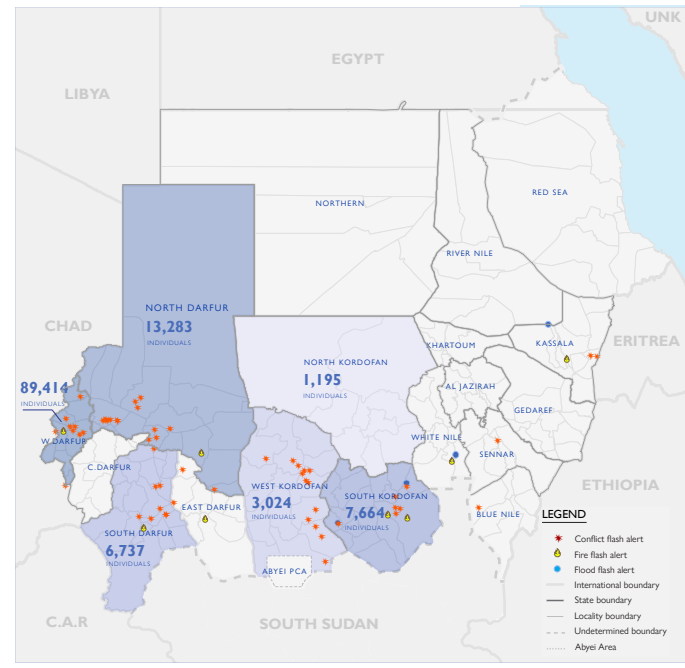 UNK
EGYPT
LIBYA
RED SEA
NORTHERN
RIVER NILE
NORTH DARFUR
13,283
INDIVIDUALS
CHAD
KHARTOUM
KASSALA
ERITREA
NORTH KORDOFAN
1,195
INDIVIDUALS
89,414
INDIVIDUALS
AL JAZIRAH
GEDAREF
W.DARFUR
WHITE NILE
SENNAR
C.DARFUR
WEST KORDOFAN
3,024
INDIVIDUALS
SOUTH KORDOFAN
7,664
INDIVIDUALS
ETHIOPIA
EAST DARFUR
BLUE NILE
SOUTH DARFUR
6,737
INDIVIDUALS
ABYEI PCA
C.A.R
SOUTH SUDAN
LEGEND
Conflict flash alert
Fire flash alert
Flood flash alert
International boundary
State boundary
Locality boundary
Undetermined boundary
Abyei Area